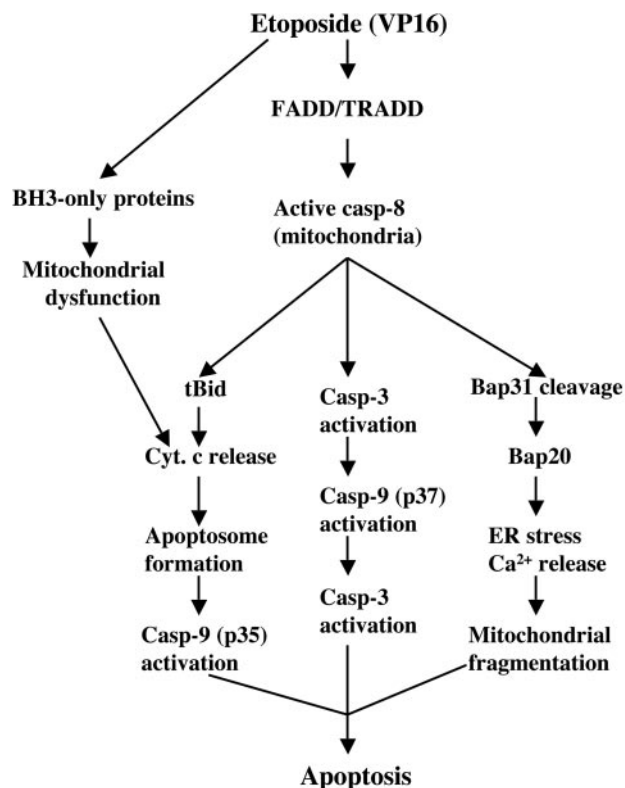 Etoposide (VP16)
FADD/TRADD
BH3-only proteins
Active casp-8
(mitochondria)
Mitochondrial
dysfunction
tBid
Casp-3
activation
Bap31 cleavage
Cyt. c release
Bap20
Casp-9 (p37)
activation
Apoptosome
formation
ER stress
Ca²⁺ release
Casp-3
activation
Casp-9 (p35)
activation
Mitochondrial
fragmentation
Apoptosis